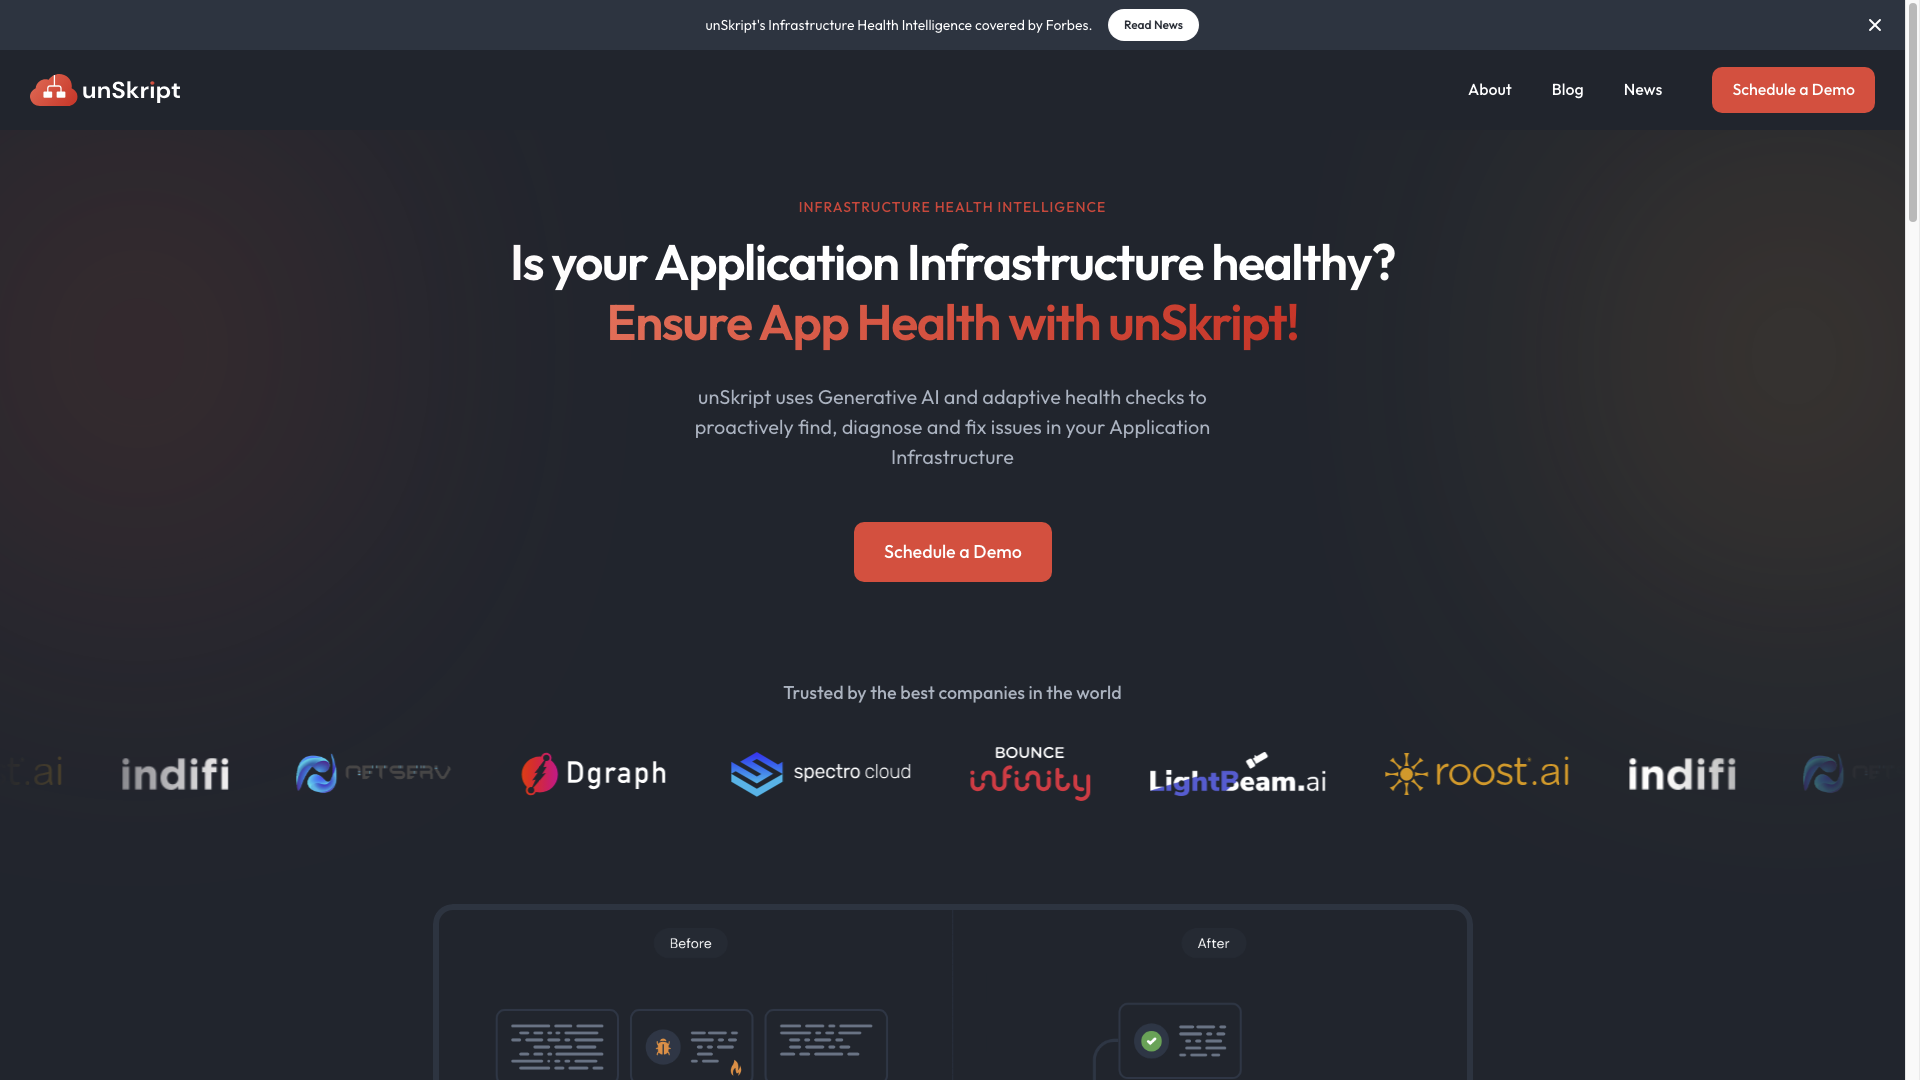 unSkript's Infrastructure Health Intelligence covered by Forbes.
Read News
unSkript
About
Blog
News
Schedule a Demo
INFRASTRUCTURE HEALTH INTELLIGENCE
Is your Application Infrastructure healthy?
Ensure App Health with unSkript!
unSkript uses Generative AI and adaptive health checks to
proactively find, diagnose and fix issues in your Application
Infrastructure
Schedule a Demo
Trusted by the best companies in the world
t.ai
indifi
NETSERV
Dgraph
spectro cloud
BOUNCE
infinity
LightBeam.ai
roost.ai
indifi
NET
Before
After